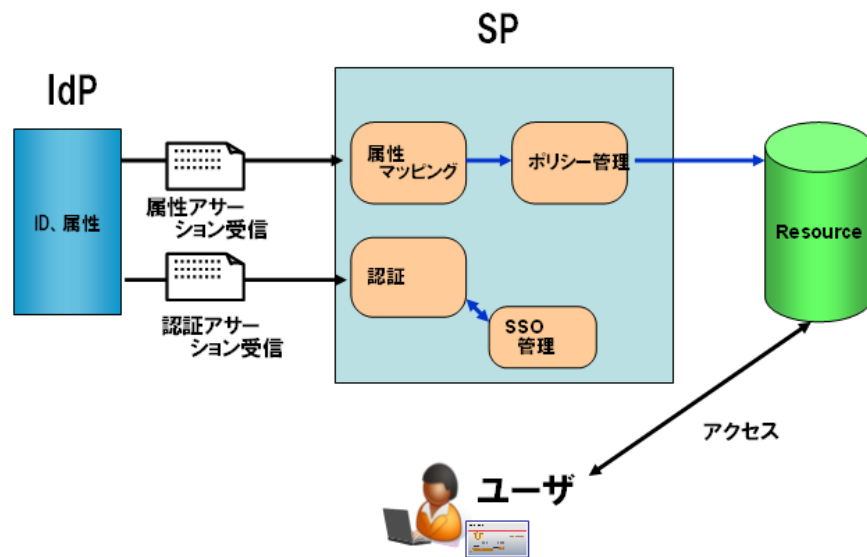 SP
IdP
属性
マッピング
ポリシー管理
ID、属性
属性アサー
ション受信
Resource
認証
認証アサー
ション受信
SSO
管理
アクセス
ユーザ